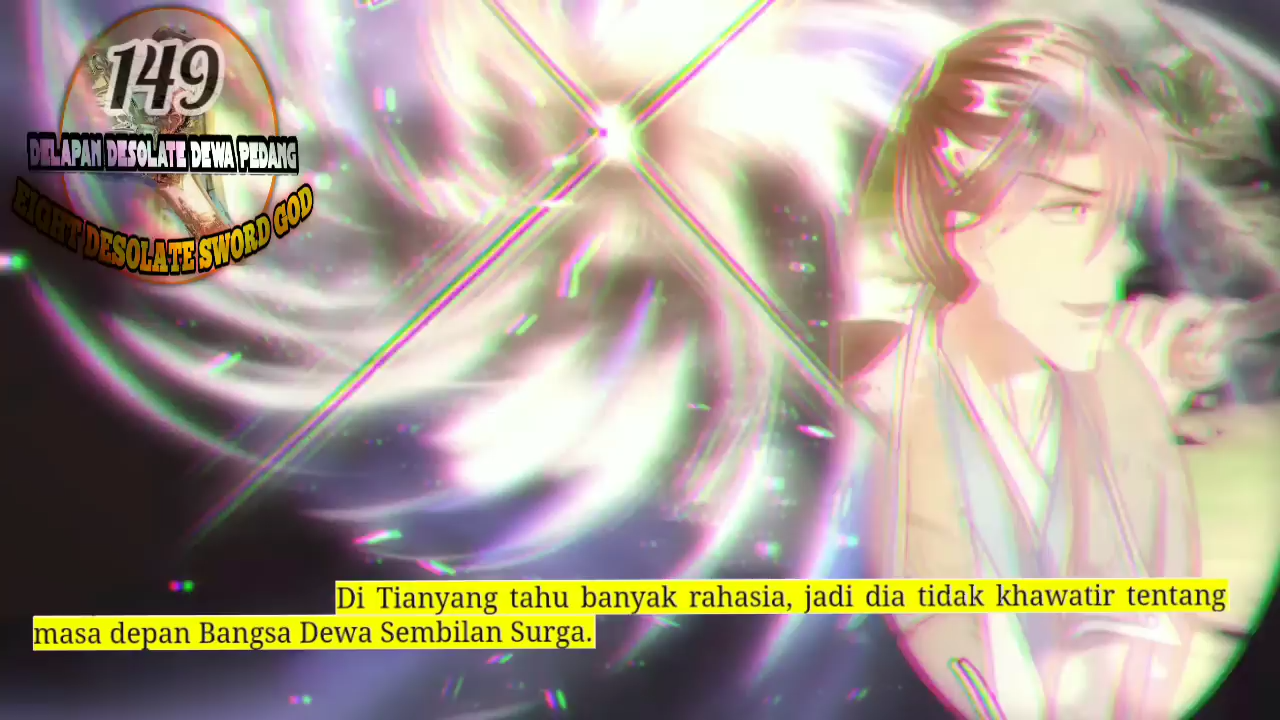 149
DELAPAN DESOLATE DEWA PEDANG
EIGHT DESOLATE SWORD GOD
Di Tianyang tahu banyak rahasia, jadi dia tidak khawatir tentang
masa depan Bangsa Dewa Sembilan Surga.